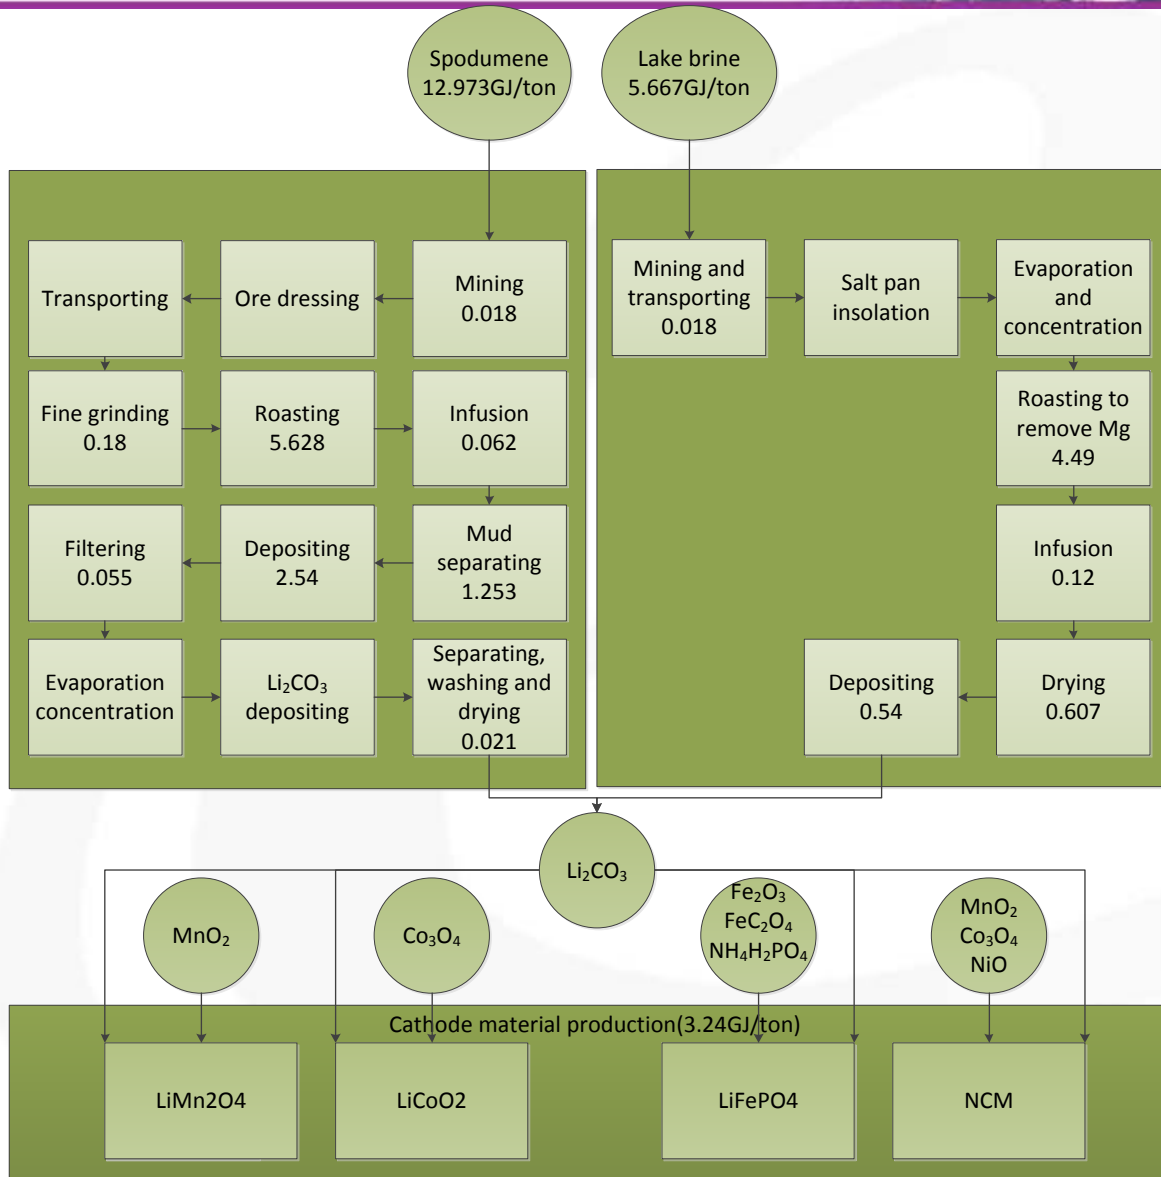 Spodumene
12.973GJ/ton
Lake brine
5.667GJ/ton
Transporting
Ore dressing
Mining
0.018
Fine grinding
0.18
Roasting
5.628
Infusion
0.062
Filtering
0.055
Depositing
2.54
Mud
separating
1.253
Evaporation
concentration
Li₂CO₃
depositing
Separating,
washing and
drying
0.021
Mining and
transporting
0.018
Salt pan
insolation
Evaporation
and
concentration
Roasting to
remove Mg
4.49
Infusion
0.12
Depositing
0.54
Drying
0.607
Li₂CO₃
MnO₂
Co₃O₄
Fe₂O₃
FeC₂O₄
NH₄H₂PO₄
MnO₂
Co₃O₄
NiO
Cathode material production(3.24GJ/ton)
LiMn2O4
LiCoO2
LiFePO4
NCM